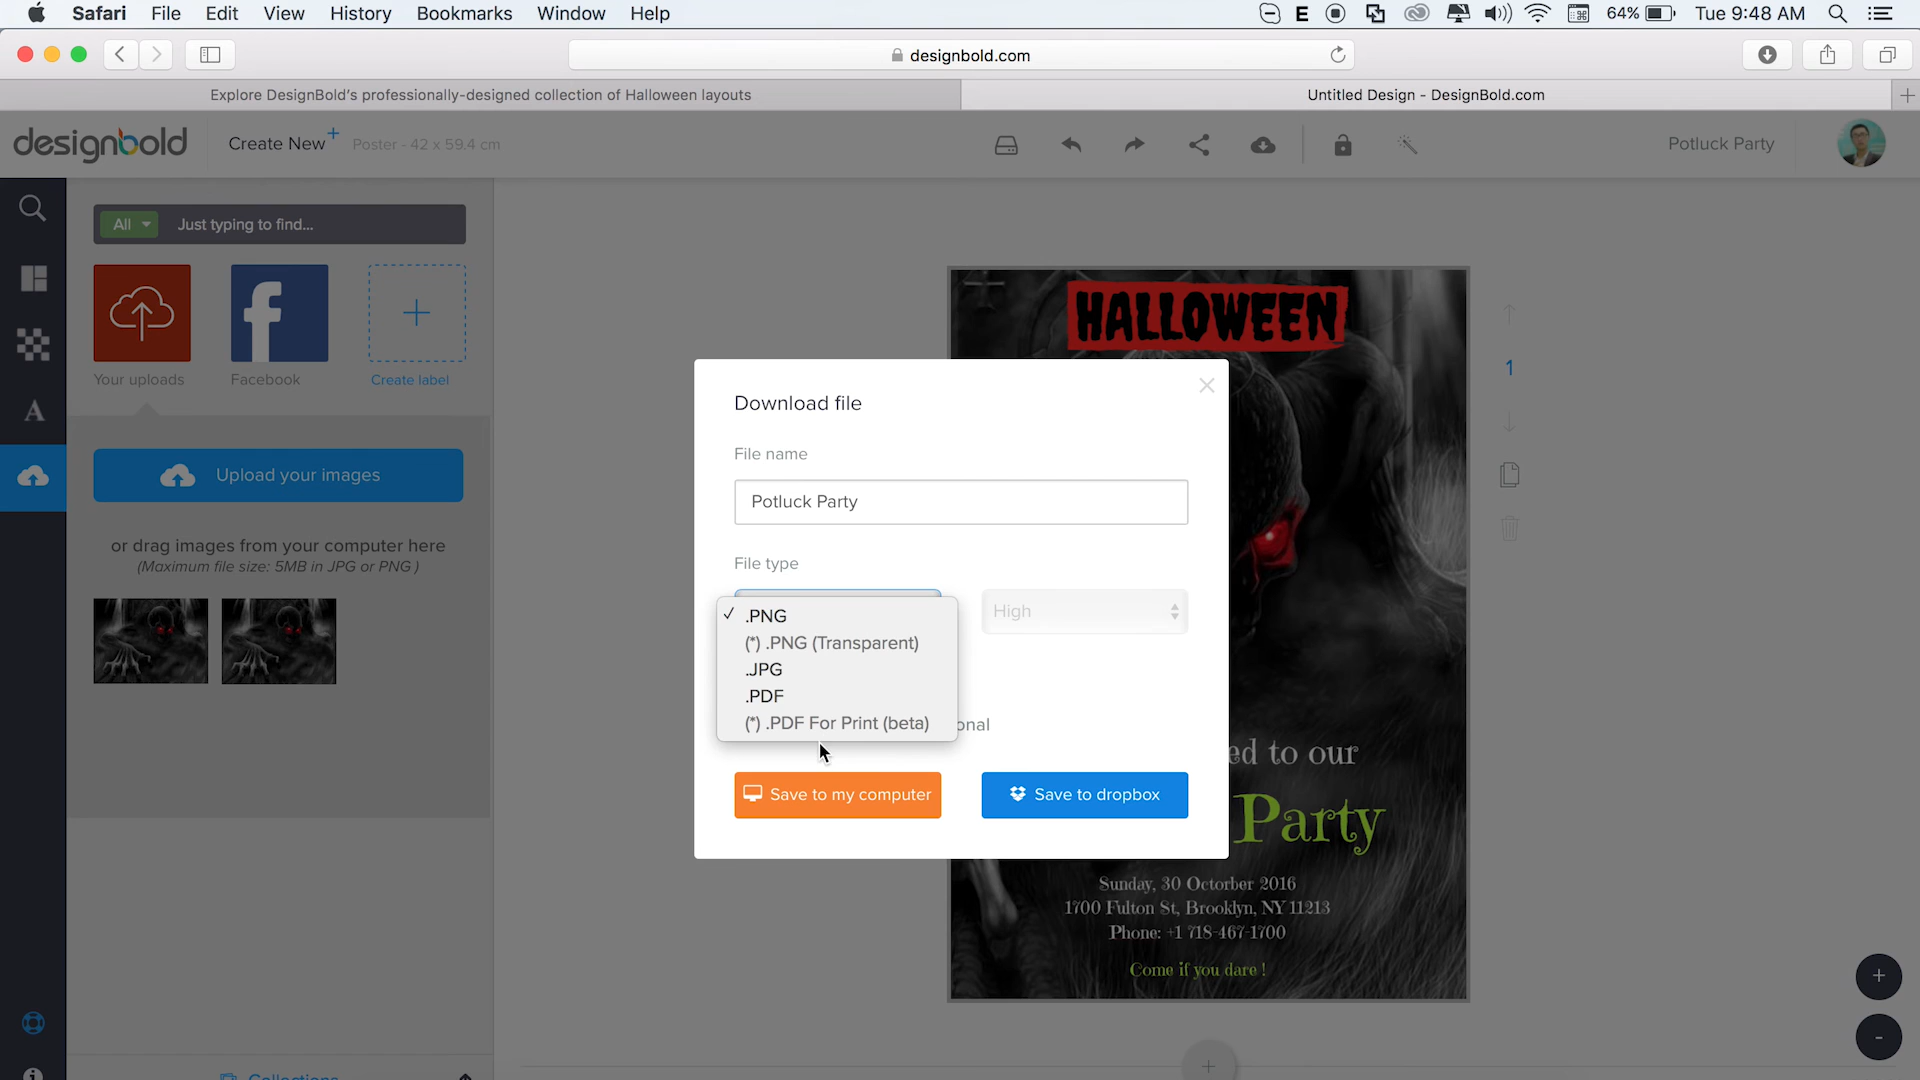 Safari File Edit View History Bookmarks Window Help E 64% Tue 9:48 AM
designbold.com
Explore DesignBold's professionally-designed collection of Halloween layouts
Untitled Design - DesignBold.com
designbold Create New+ Poster - 42 x 59.4 cm Potluck Party
All Just typing to find...
Your uploads Facebook Create label
Upload your images
or drag images from your computer here
(Maximum file size: 5MB in JPG or PNG )
Collections
HALLOWEEN
1
Download file
File name
Potluck Party
File type
✓ .PNG
(*) .PNG (Transparent)
.JPG
.PDF
(*) .PDF For Print (beta)
High
onal
Save to my computer Save to dropbox
ed to our
Party
Sunday, 30 Octorber 2016
1700 Fulton St, Brooklyn, NY 11213
Phone: +1 718-467-1700
Come if you dare !